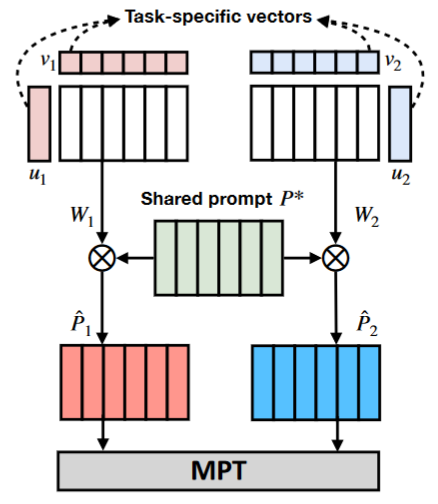 Task-specific vectors
v₁
v₂
u₁
u₂
W₁
Shared prompt P*
W₂
P̂₁
P̂₂
MPT